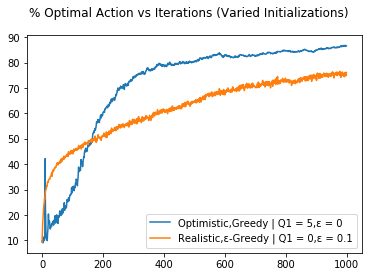 % Optimal Action vs Iterations (Varied Initializations)
90
80
70
60
50
40
30
20
10
0 200 400 600 800 1000
Optimistic,Greedy | Q1 = 5,ε = 0
Realistic,ε-Greedy | Q1 = 0,ε = 0.1